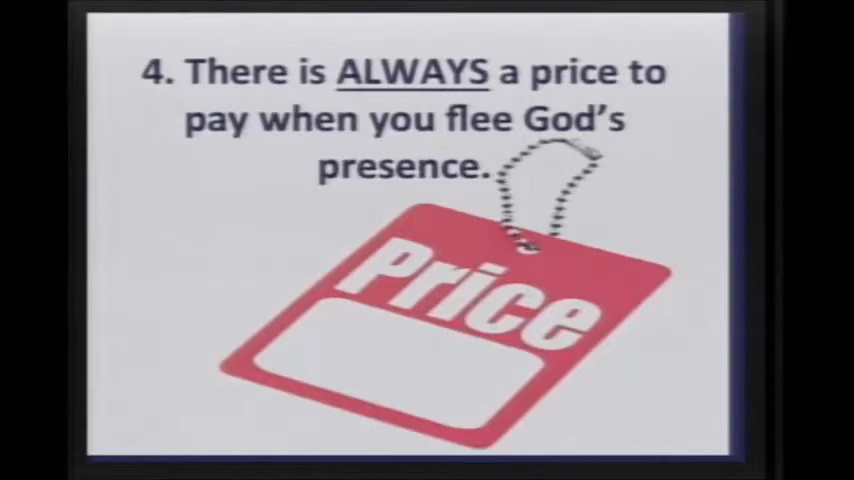 4. There is ALWAYS a price to
pay when you flee God's
presence.
Price